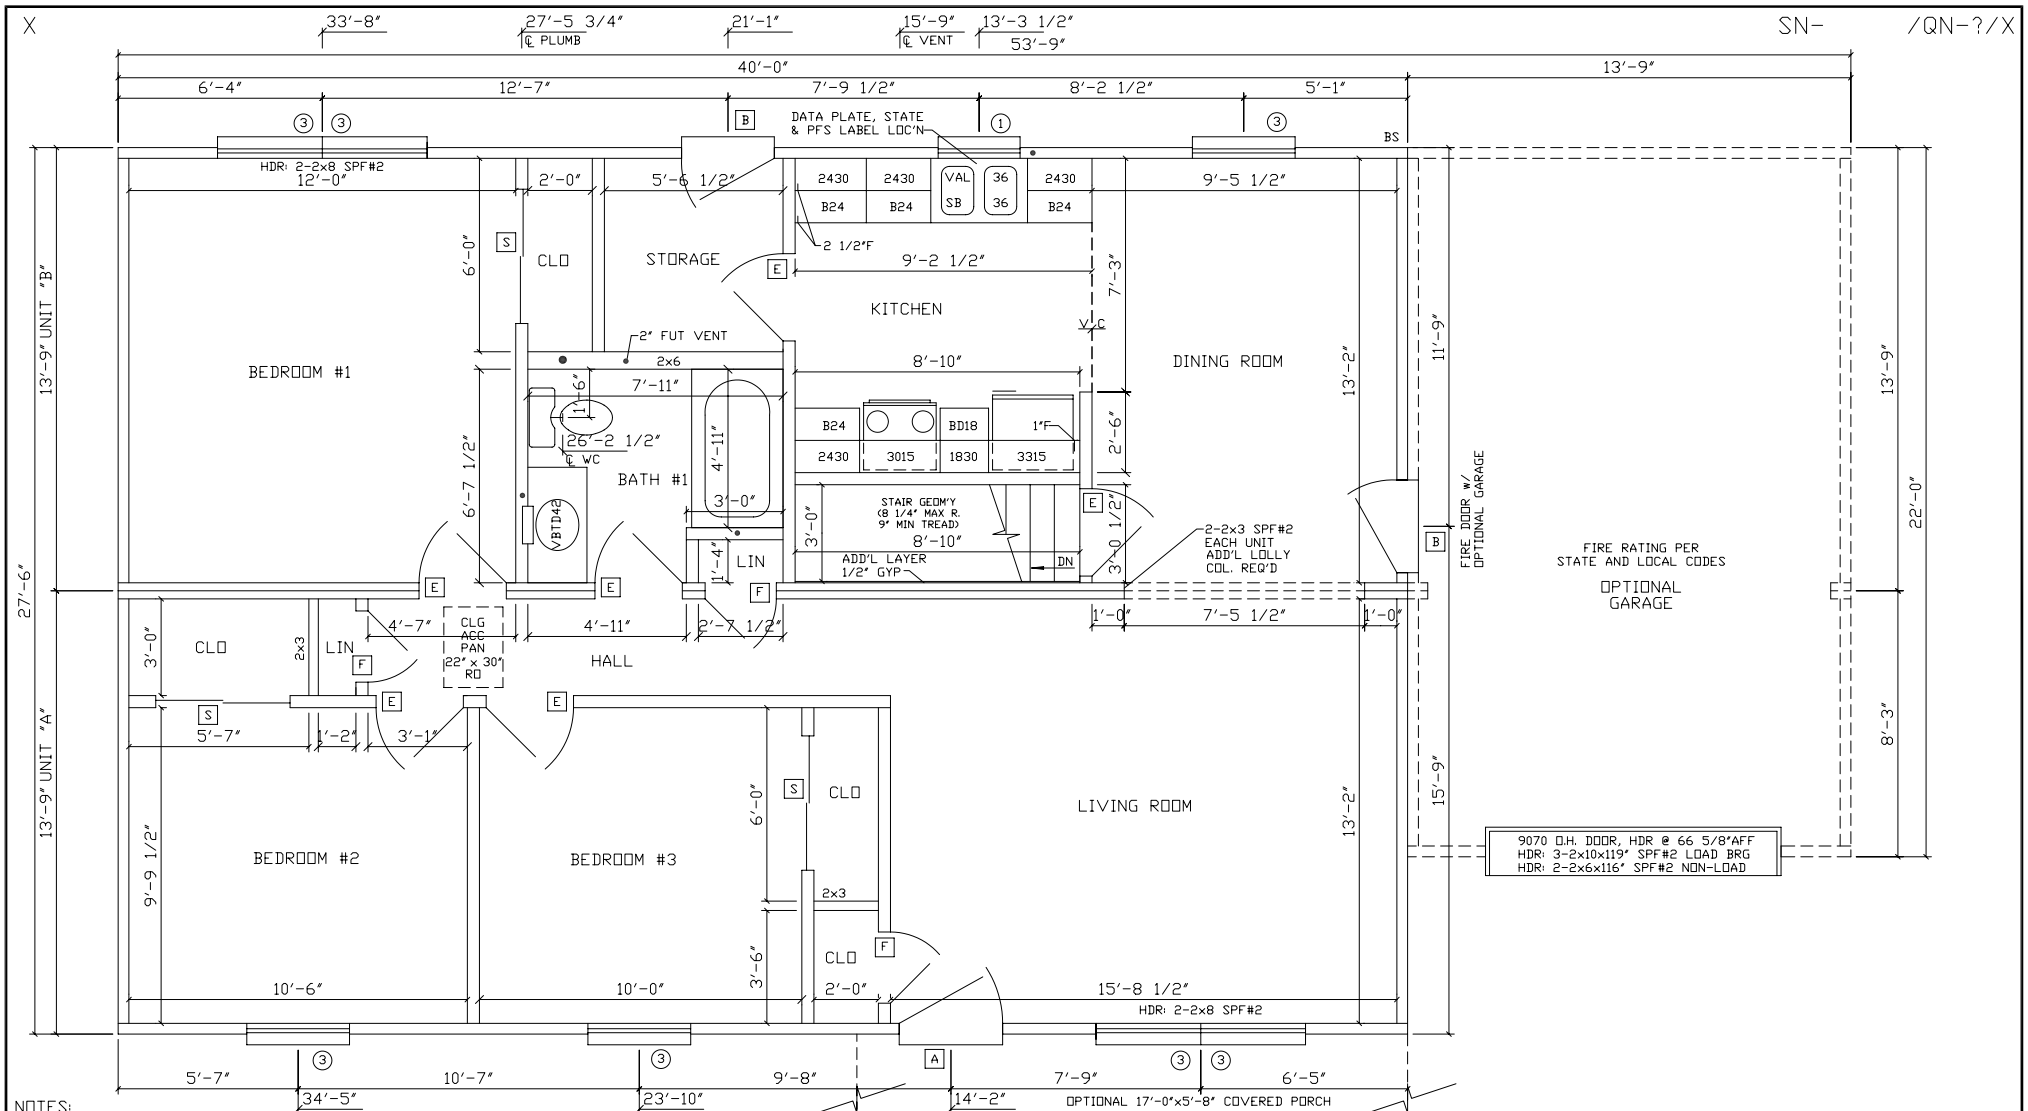 X
33'-8"
27'-5 3/4"
℄ PLUMB
21'-1"
15'-9"
℄ VENT
13'-3 1/2"
SN-
/QN-?/X
53'-9"
40'-0"
13'-9"
6'-4"
12'-7"
7'-9 1/2"
8'-2 1/2"
5'-1"
3
3
B
DATA PLATE, STATE
& PFS LABEL LOC'N
1
3
BS
HDR: 2-2x8 SPF#2
12'-0"
2'-0"
5'-6 1/2"
2430
2430
VAL
36
2430
9'-5 1/2"
B24
B24
SB
36
B24
S
6'-0"
CLO
STORAGE
E
2 1/2"F
9'-2 1/2"
7'-3"
13'-9" UNIT "B"
KITCHEN
V C
2" FUT VENT
2x6
BEDROOM #1
8'-10"
DINING ROOM
13'-2"
11'-9"
13'-9"
7'-11"
1'-6"
26'-2 1/2"
℄ WC
4'-11"
B24
BD18
1"F
2'-6"
2430
3015
1830
3315
6'-7 1/2"
BATH #1
3'-0"
VBTD42
STAIR GEOM'Y
(8 1/4" MAX R.
9" MIN TREAD)
3'-0"
8'-10"
E
3'-0 1/2"
2-2x3 SPF#2
EACH UNIT
ADD'L LOLLY
COL. REQ'D
FIRE DOOR w/
OPTIONAL GARAGE
B
22'-0"
FIRE RATING PER
STATE AND LOCAL CODES
OPTIONAL
GARAGE
1'-4"
LIN
ADD'L LAYER
1/2" GYP
DN
27'-6"
E
E
F
4'-7"
CLG
ACC
PAN
22" x 30"
RO
4'-11"
2'-7 1/2"
1'-0"
7'-5 1/2"
1'-0"
3'-0"
CLO
2x3
LIN
F
HALL
S
E
E
5'-7"
1'-2"
3'-1"
13'-9" UNIT "A"
8'-3"
15'-9"
6'-0"
S
CLO
LIVING ROOM
13'-2"
9'-9 1/2"
BEDROOM #2
BEDROOM #3
2x3
9070 O.H. DOOR, HDR @ 66 5/8"AFF
HDR: 3-2x10x119" SPF#2 LOAD BRG
HDR: 2-2x6x116" SPF#2 NON-LOAD
3'-6"
CLO
F
10'-6"
10'-0"
2'-0"
15'-8 1/2"
HDR: 2-2x8 SPF#2
3
3
A
3
3
5'-7"
10'-7"
9'-8"
7'-9"
6'-5"
34'-5"
23'-10"
14'-2"
OPTIONAL 17'-0"x5'-8" COVERED PORCH
NOTES: